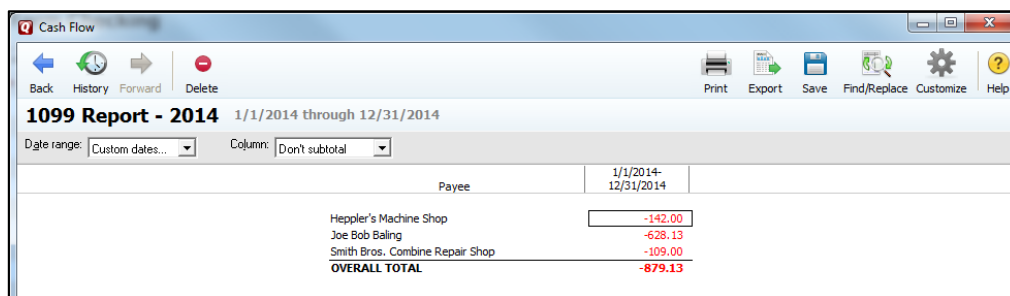 Cash Flow
Back History Forward Delete Print Export Save Find/Replace Customize Help
1099 Report - 2014 1/1/2014 through 12/31/2014
Date range: Custom dates... Column: Don't subtotal
1/1/2014-
Payee 12/31/2014
Heppler's Machine Shop -142.00
Joe Bob Baling -628.13
Smith Bros. Combine Repair Shop -109.00
OVERALL TOTAL -879.13